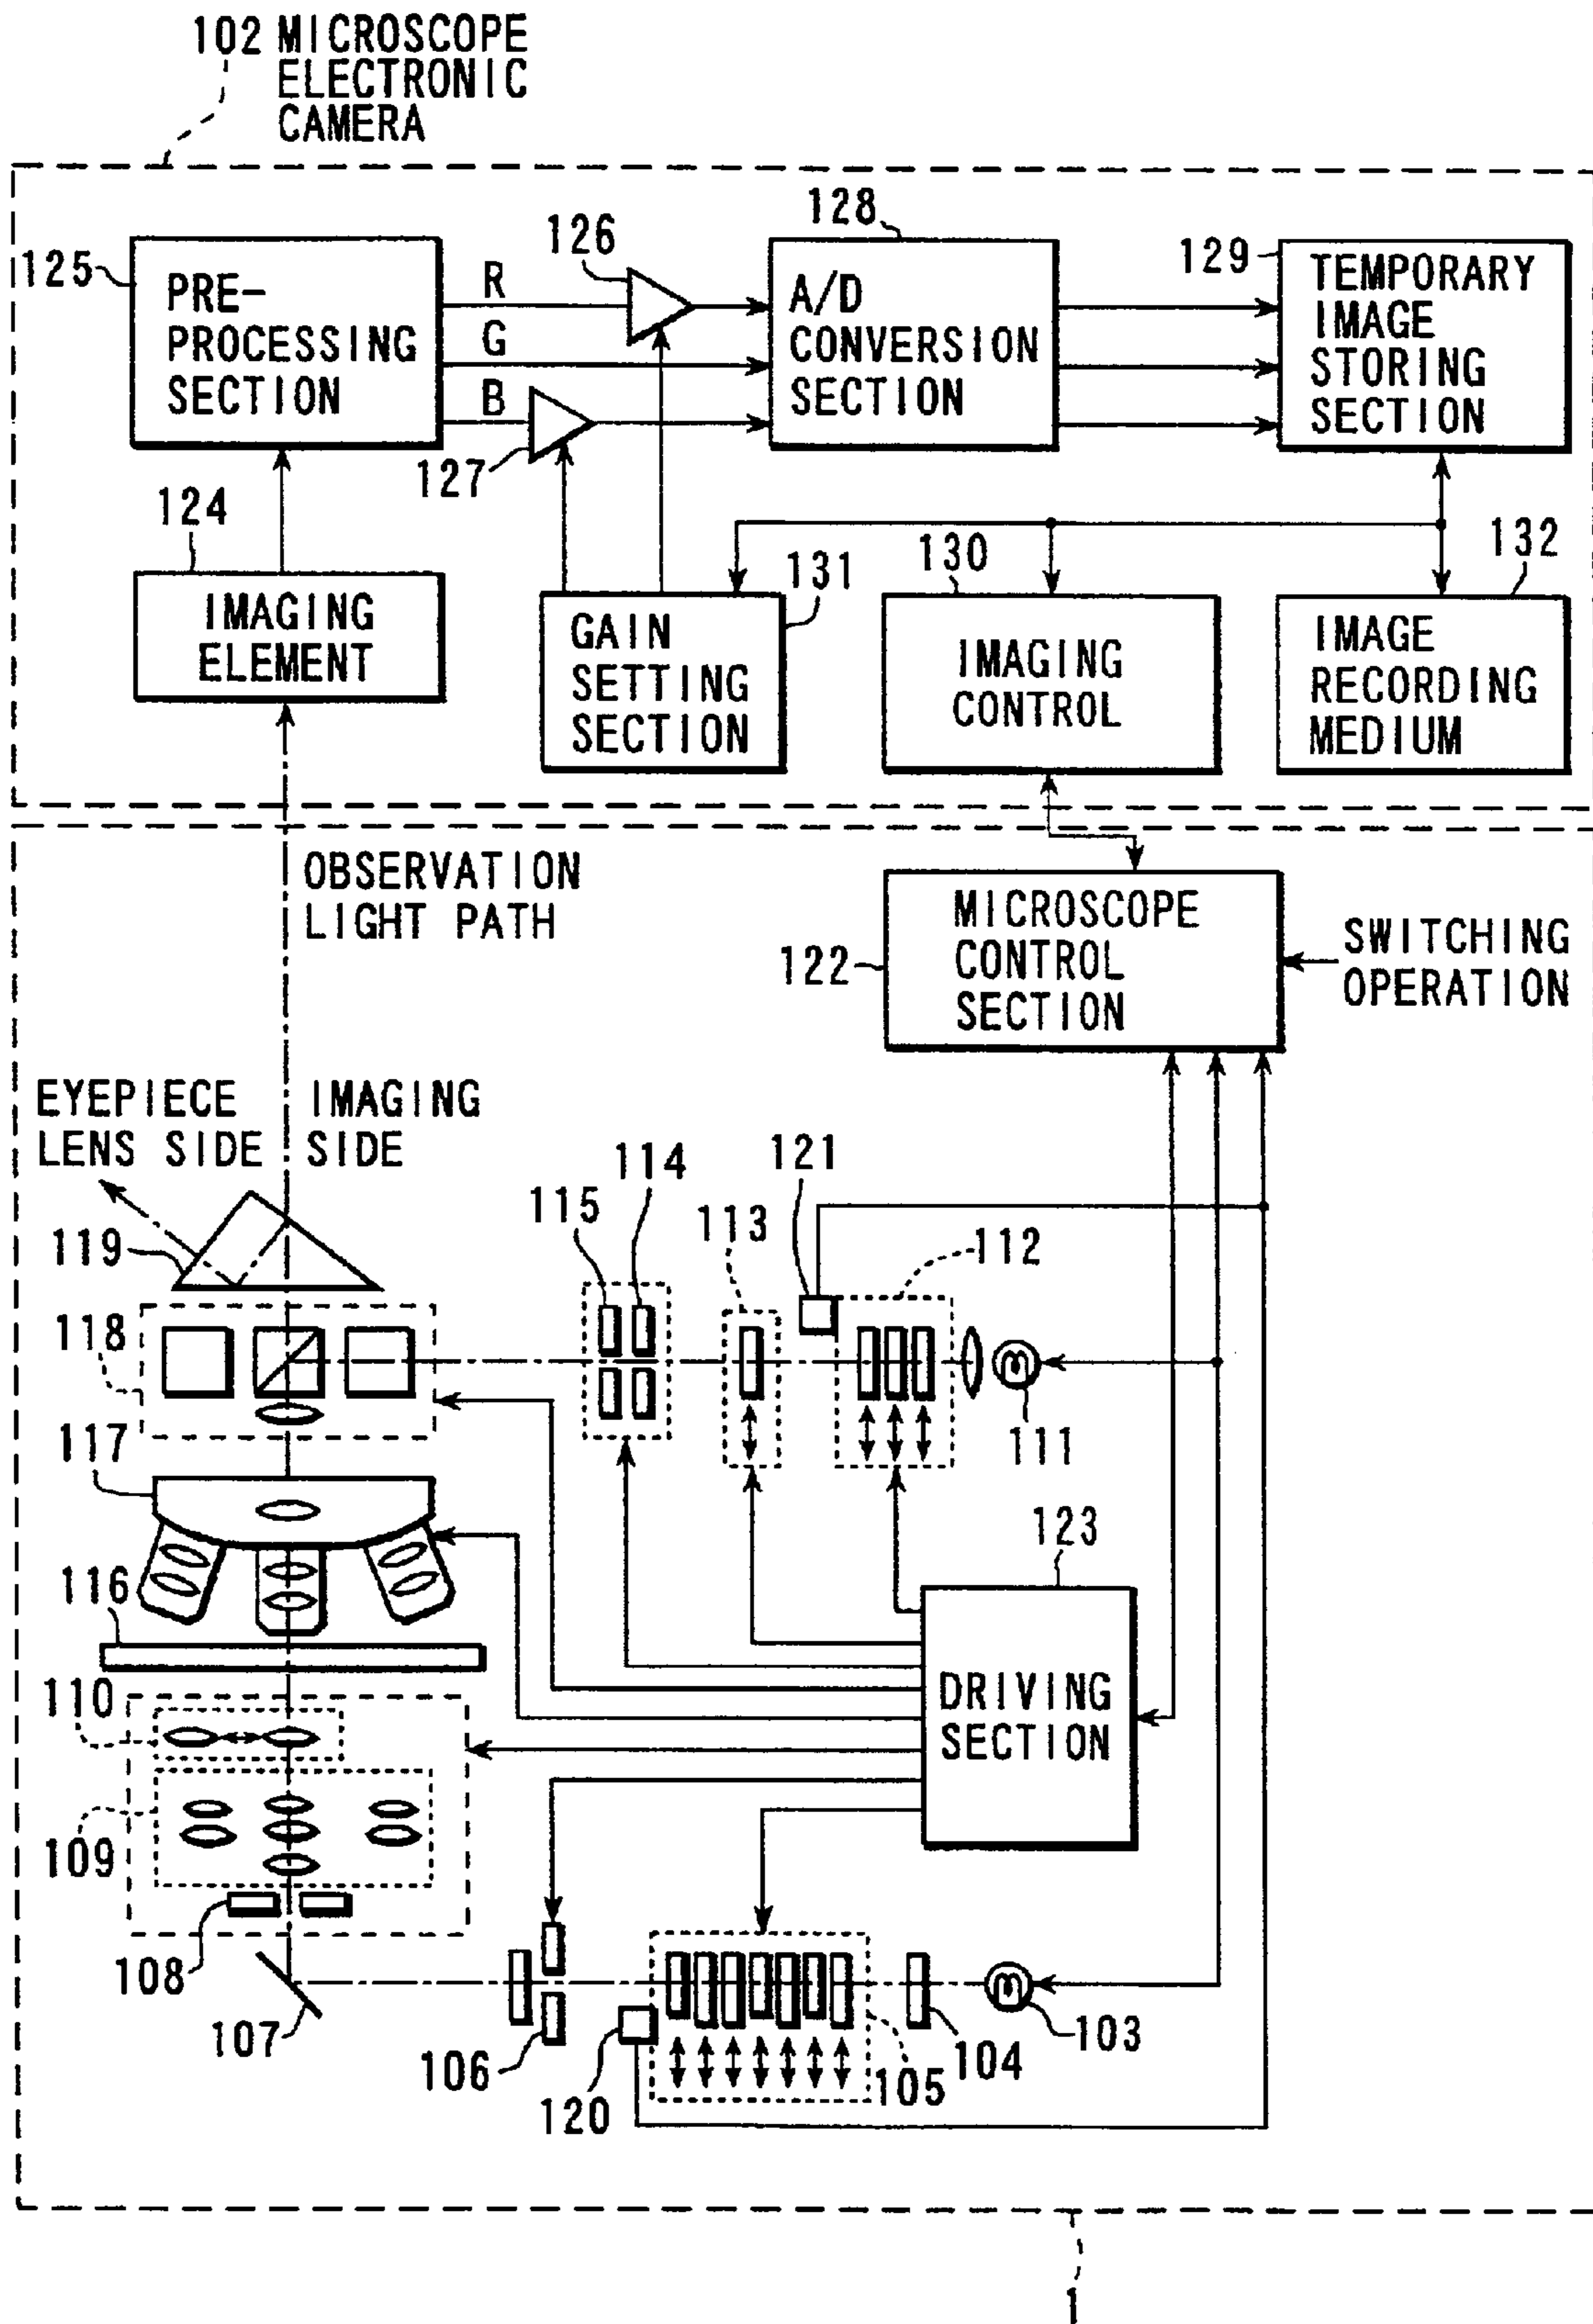 102 MICROSCOPE
ELECTRONIC
CAMERA
125
PRE-
PROCESSING
SECTION
R
G
B
126
127
128
A/D
CONVERSION
SECTION
129
TEMPORARY
IMAGE
STORING
SECTION
124
IMAGING
ELEMENT
131
GAIN
SETTING
SECTION
130
IMAGING
CONTROL
132
IMAGE
RECORDING
MEDIUM
OBSERVATION
LIGHT PATH
122
MICROSCOPE
CONTROL
SECTION
SWITCHING
OPERATION
EYEPIECE
LENS SIDE
IMAGING
SIDE
119
115
114
113
121
112
118
111
117
123
116
DRIVING
SECTION
110
109
108
107
106
120
105
104
103
1